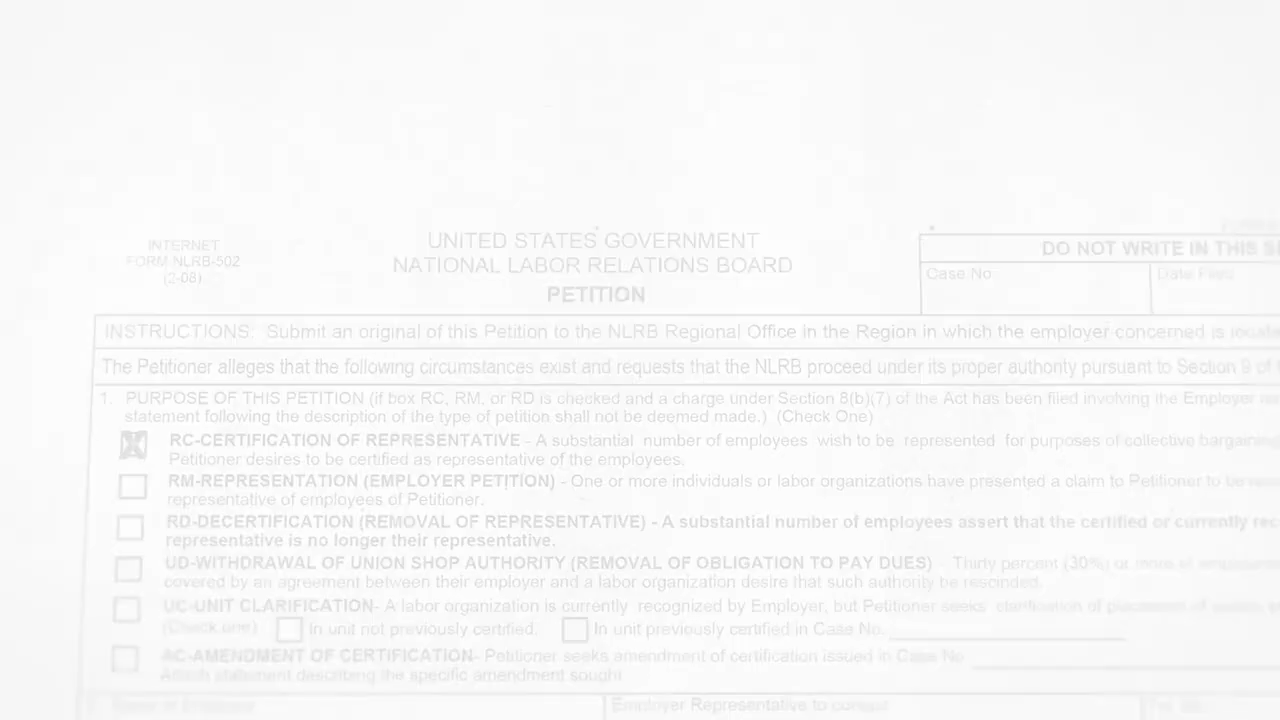 INTERNET
FORM NLRB-502
(2-08)
UNITED STATES GOVERNMENT
NATIONAL LABOR RELATIONS BOARD
PETITION
DO NOT WRITE IN THIS
Case No
Date Filed
INSTRUCTIONS: Submit an original of this Petition to the NLRB Regional Office in the Region in which the employer concerned is
The Petitioner alleges that the following circumstances exist and requests that the NLRB proceed under its proper authority pursuant to Section 9 of
1. PURPOSE OF THIS PETITION (if box RC, RM, or RD is checked and a charge under Section 8(b)(7) of the Act has been filed involving the Employer
statement following the description of the type of petition shall not be deemed made.) (Check One)
X RC-CERTIFICATION OF REPRESENTATIVE - A substantial number of employees wish to be represented for purposes of collective bargaining
Petitioner desires to be certified as representative of the employees.
RM-REPRESENTATION (EMPLOYER PETITION) - One or more individuals or labor organizations have presented a claim to Petitioner to be
representative of employees of Petitioner.
RD-DECERTIFICATION (REMOVAL OF REPRESENTATIVE) - A substantial number of employees assert that the certified or currently
representative is no longer their representative.
UD-WITHDRAWAL OF UNION SHOP AUTHORITY (REMOVAL OF OBLIGATION TO PAY DUES) - Thirty percent (30%) or more of
covered by an agreement between their employer and a labor organization desire that such authority be rescinded.
UC-UNIT CLARIFICATION- A labor organization is currently recognized by Employer, but Petitioner seeks clarification of placement of
(Check one) In unit not previously certified. In unit previously certified in Case No.
AC-AMENDMENT OF CERTIFICATION- Petitioner seeks amendment of certification issued in Case No
Attach statement describing the specific amendment sought
Employer Representative to contact